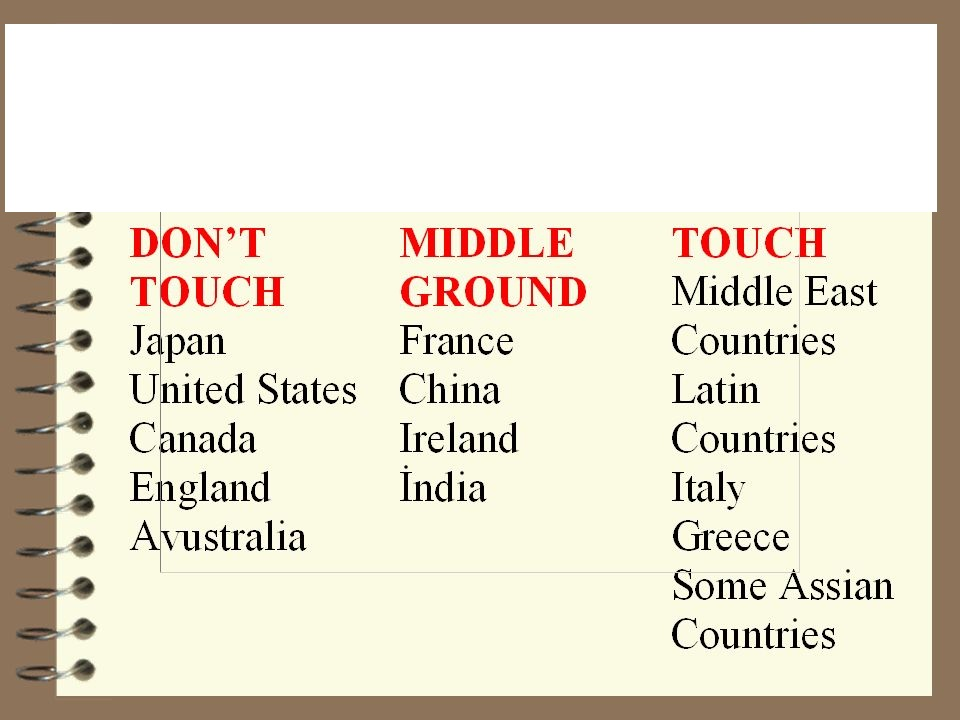 DON'T
TOUCH
Japan
United States
Canada
England
Avustralia
MIDDLE
GROUND
France
China
Ireland
İndia
TOUCH
Middle East
Countries
Latin
Countries
Italy
Greece
Some Assian
Countries